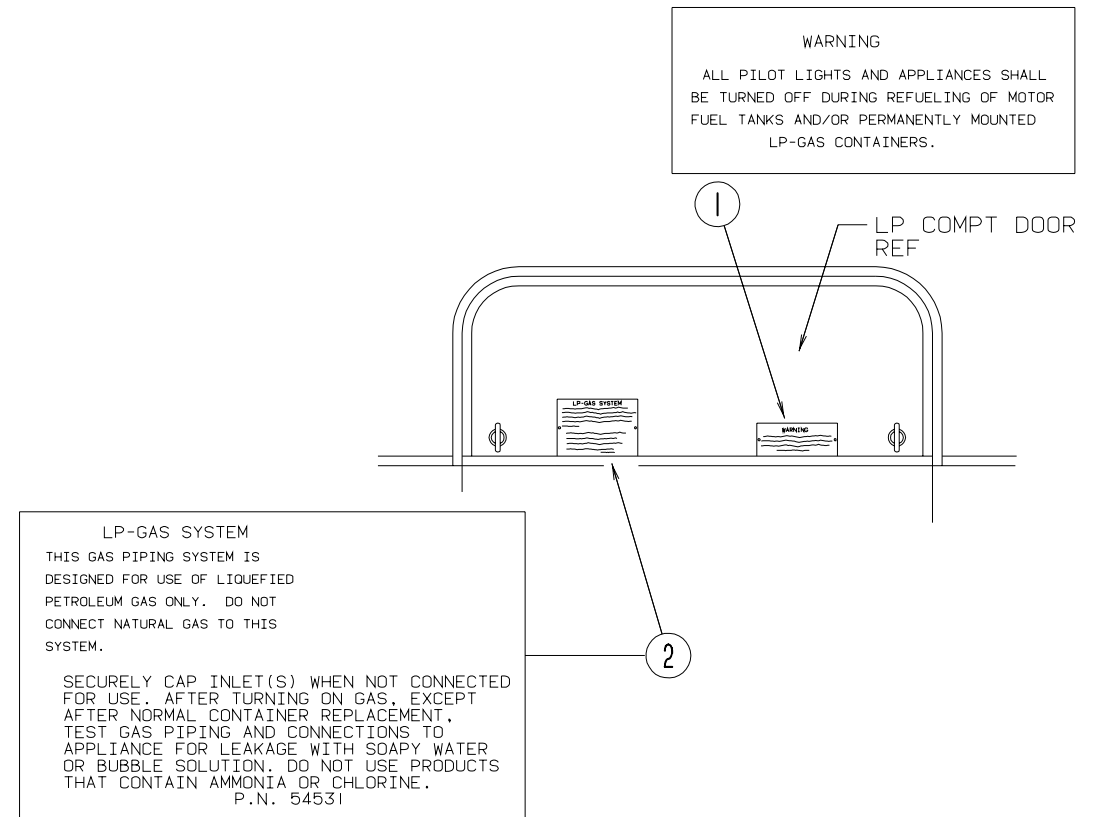 WARNING
ALL PILOT LIGHTS AND APPLIANCES SHALL
BE TURNED OFF DURING REFUELING OF MOTOR
FUEL TANKS AND/OR PERMANENTLY MOUNTED
LP-GAS CONTAINERS.
1
LP COMPT DOOR
REF
LP-GAS SYSTEM
WARNING
LP-GAS SYSTEM
THIS GAS PIPING SYSTEM IS
DESIGNED FOR USE OF LIQUEFIED
PETROLEUM GAS ONLY. DO NOT
CONNECT NATURAL GAS TO THIS
SYSTEM.
2
SECURELY CAP INLET(S) WHEN NOT CONNECTED
FOR USE. AFTER TURNING ON GAS, EXCEPT
AFTER NORMAL CONTAINER REPLACEMENT,
TEST GAS PIPING AND CONNECTIONS TO
APPLIANCE FOR LEAKAGE WITH SOAPY WATER
OR BUBBLE SOLUTION. DO NOT USE PRODUCTS
THAT CONTAIN AMMONIA OR CHLORINE.
P.N. 54531